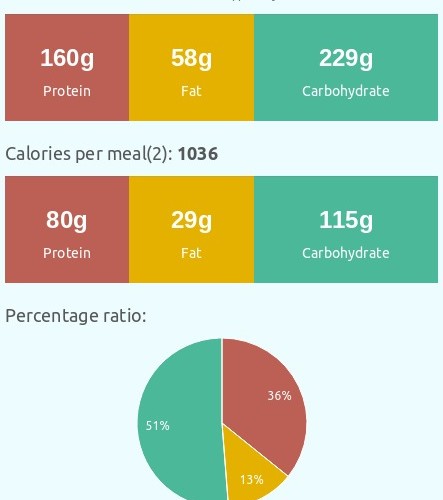 160g 58g 229g
Protein Fat Carbohydrate
Calories per meal(2): 1036
80g 29g 115g
Protein Fat Carbohydrate
Percentage ratio:
36%
51%
13%